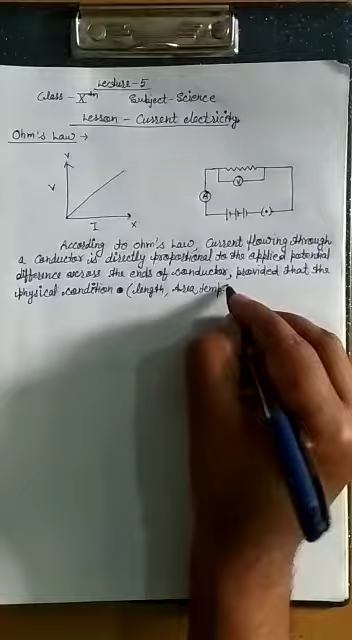 Lecture-5
Class-Xth Subject-Science
Lesson - Current electricity
Ohm's Law →
Y
V
I X
A
V
According to ohm's Law, Current flowing through
a Conductor is directly proportional to the applied potential
difference across the ends of conductor, provided that the
physical condition (length, Area, temp